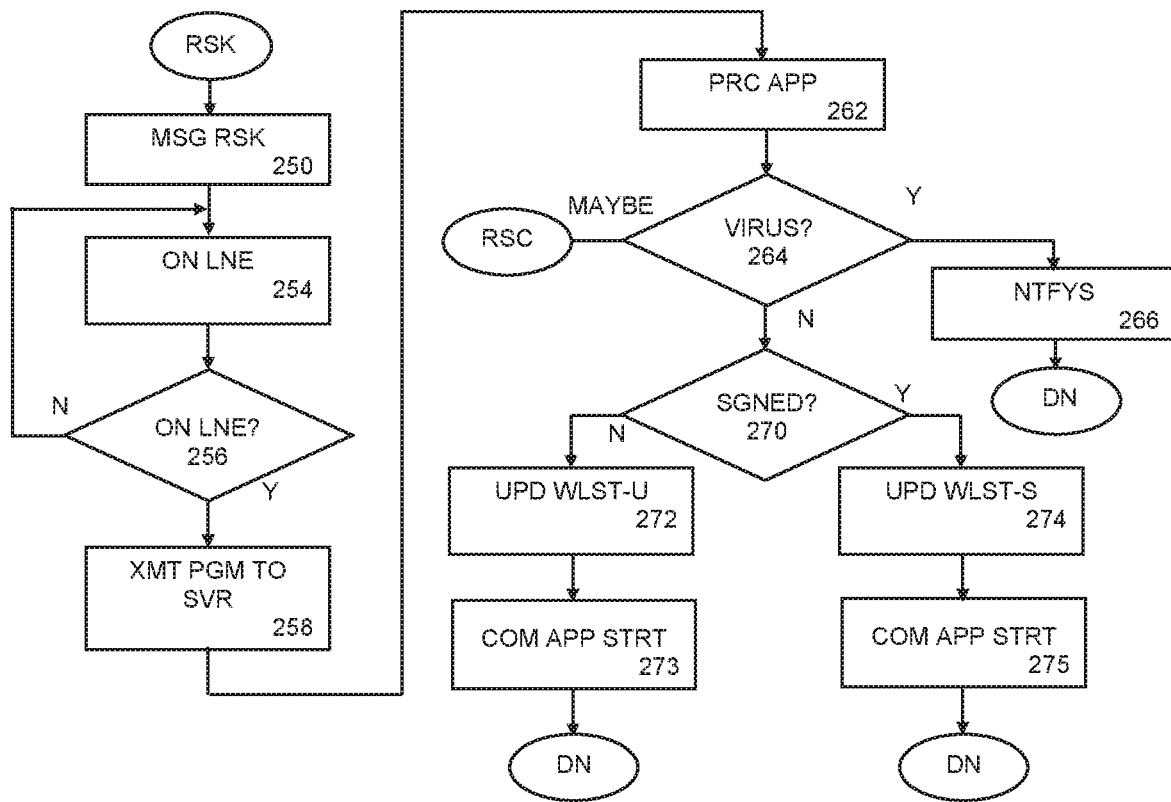 RSK
MSG RSK
250
ON LNE
254
N
ON LNE?
256
Y
XMT PGM TO
SVR
258
PRC APP
262
MAYBE
Y
RSC
VIRUS?
264
NTFYS
266
N
DN
SGNED?
270
N
Y
UPD WLST-U
272
UPD WLST-S
274
COM APP STRT
273
COM APP STRT
275
DN
DN